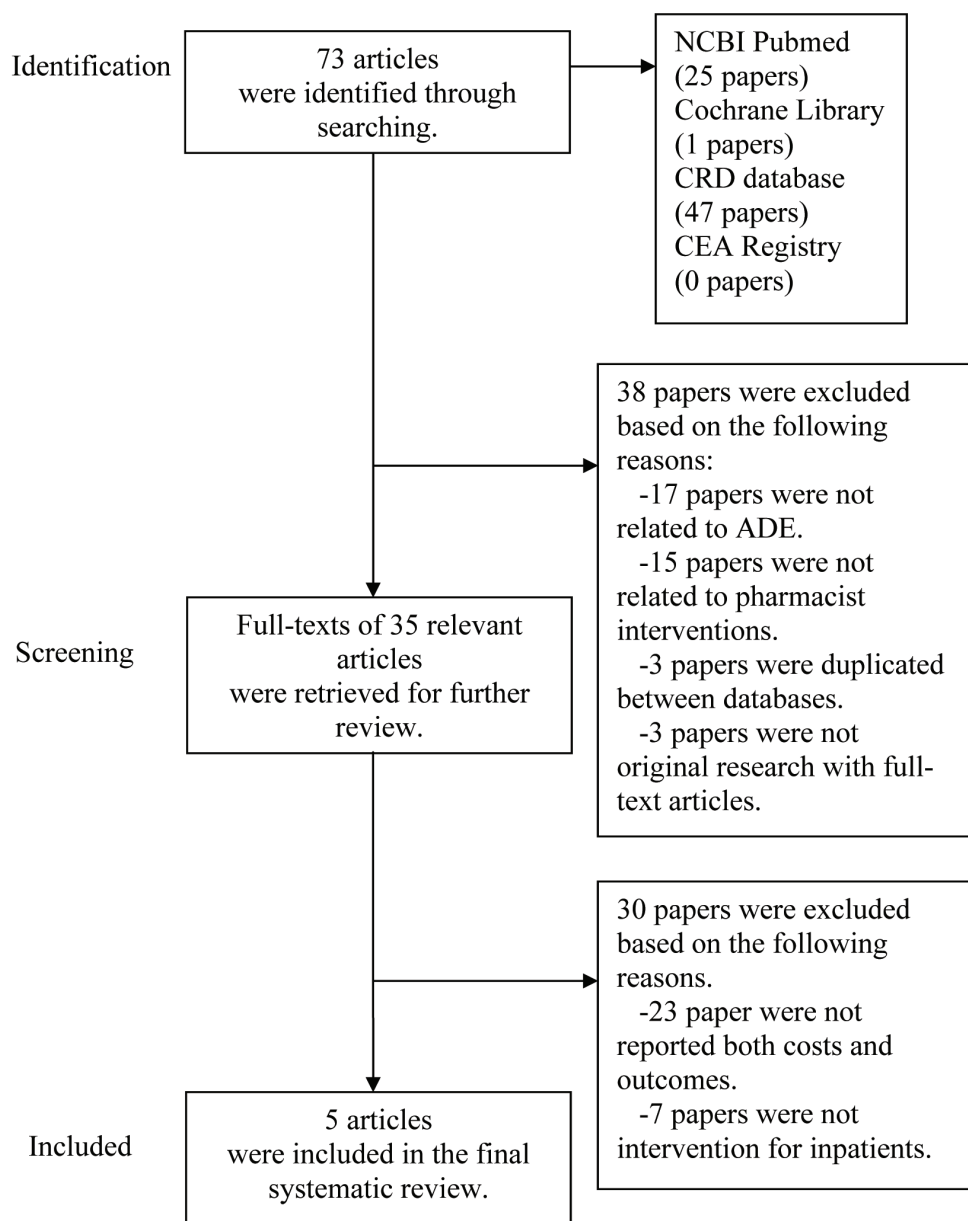 Identification
73 articles
were identified through
searching.
NCBI Pubmed
(25 papers)
Cochrane Library
(1 papers)
CRD database
(47 papers)
CEA Registry
(0 papers)
38 papers were excluded
based on the following
reasons:
-17 papers were not
related to ADE.
-15 papers were not
related to pharmacist
interventions.
-3 papers were duplicated
between databases.
-3 papers were not
original research with full-
text articles.
Screening
Full-texts of 35 relevant
articles
were retrieved for further
review.
30 papers were excluded
based on the following
reasons.
-23 paper were not
reported both costs and
outcomes.
-7 papers were not
intervention for inpatients.
Included
5 articles
were included in the final
systematic review.